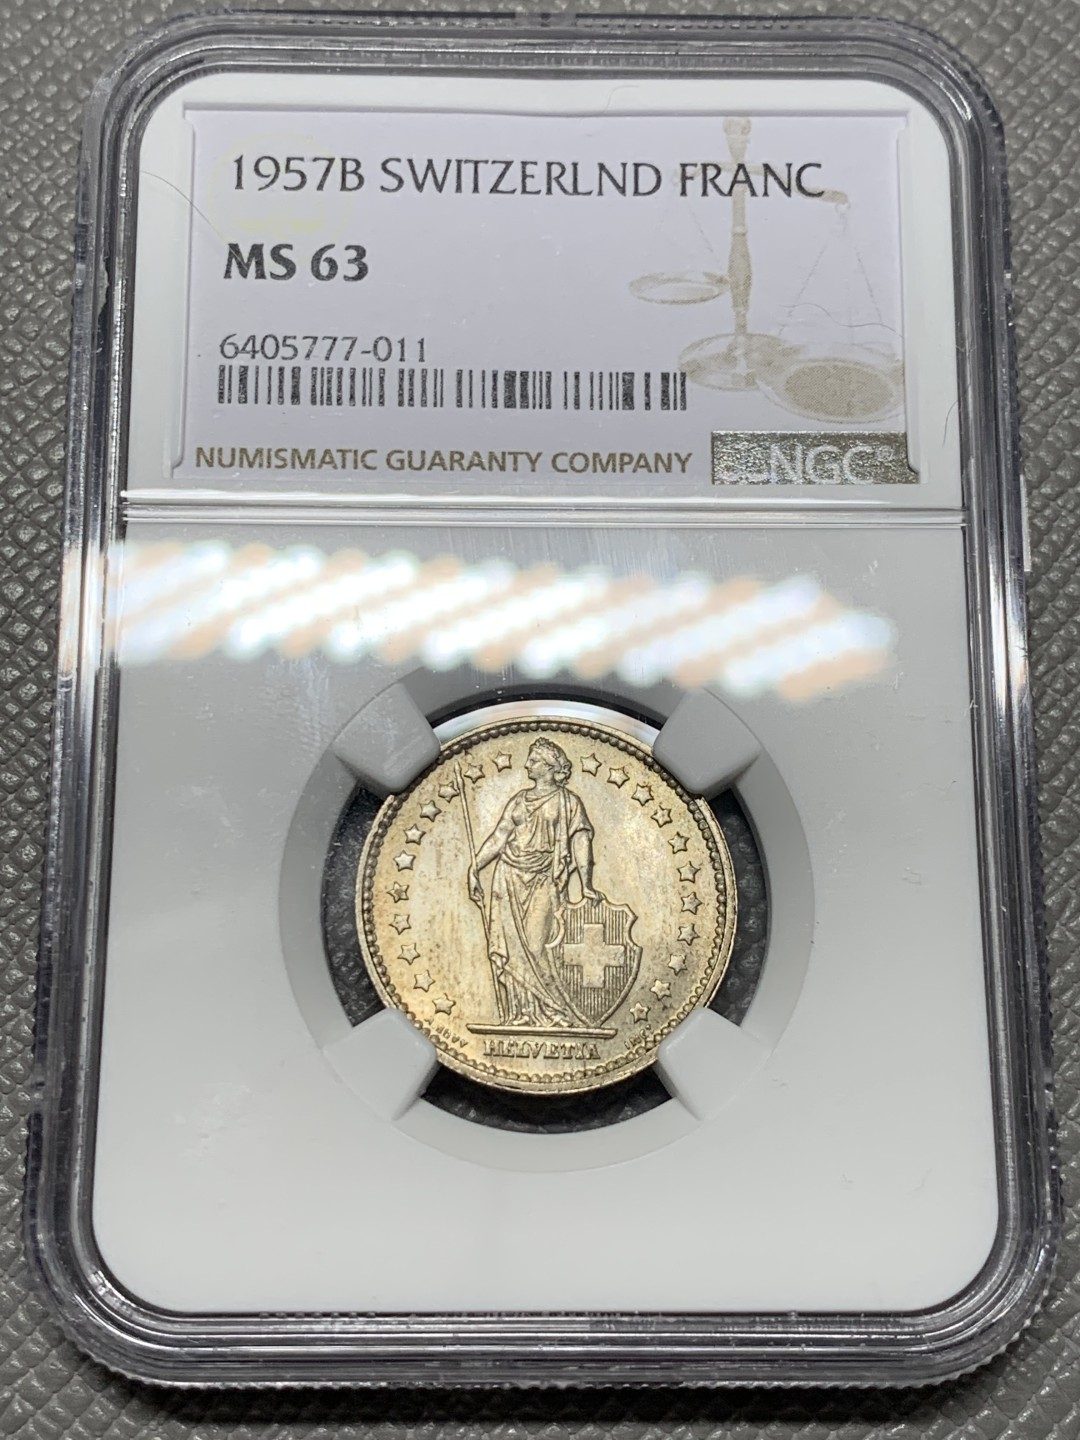 1957B SWITZERLND FRANC
MS 63
6405777-011
NUMISMATIC GUARANTY COMPANY
NGC®
HELVETIA